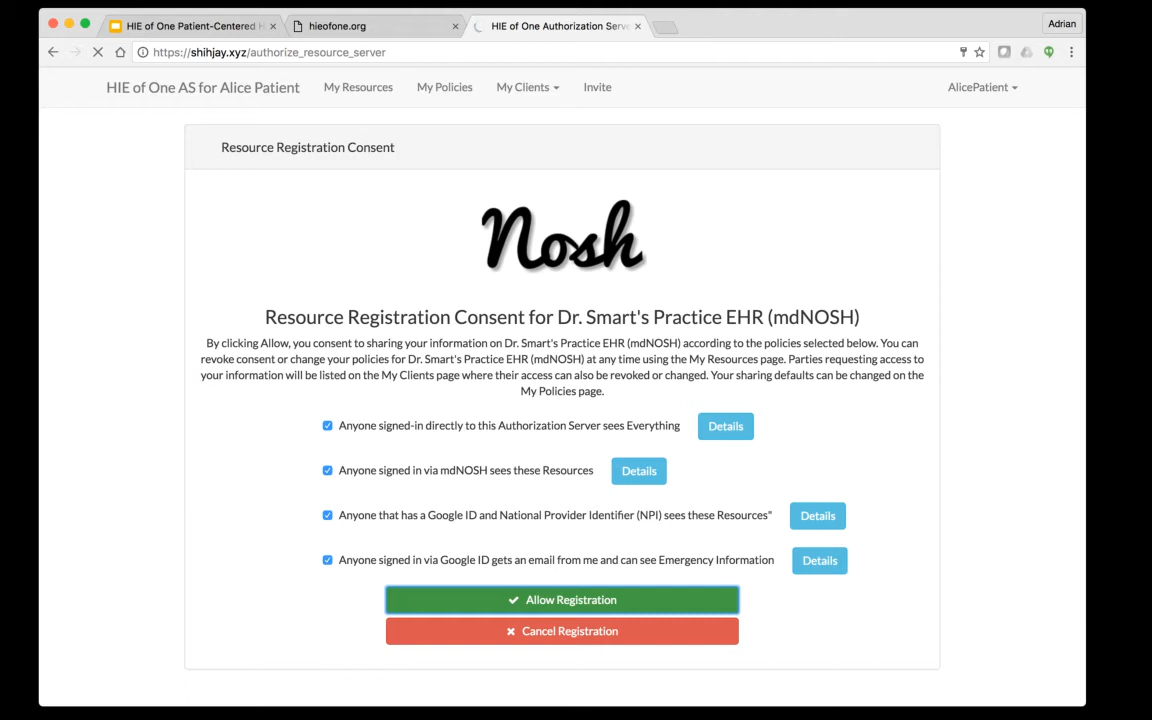 HIE of One Patient-Centered H
hieofone.org
HIE of One Authorization Serve
Adrian
https://shihjay.xyz/authorize_resource_server
HIE of One AS for Alice Patient
My Resources
My Policies
My Clients
Invite
AlicePatient
Resource Registration Consent
Nosh
Resource Registration Consent for Dr. Smart's Practice EHR (mdNOSH)
By clicking Allow, you consent to sharing your information on Dr. Smart's Practice EHR (mdNOSH) according to the policies selected below. You can
revoke consent or change your policies for Dr. Smart's Practice EHR (mdNOSH) at any time using the My Resources page. Parties requesting access to
your information will be listed on the My Clients page where their access can also be revoked or changed. Your sharing defaults can be changed on the
My Policies page.
Anyone signed-in directly to this Authorization Server sees Everything
Details
Anyone signed in via mdNOSH sees these Resources
Details
Anyone that has a Google ID and National Provider Identifier (NPI) sees these Resources"
Details
Anyone signed in via Google ID gets an email from me and can see Emergency Information
Details
Allow Registration
Cancel Registration